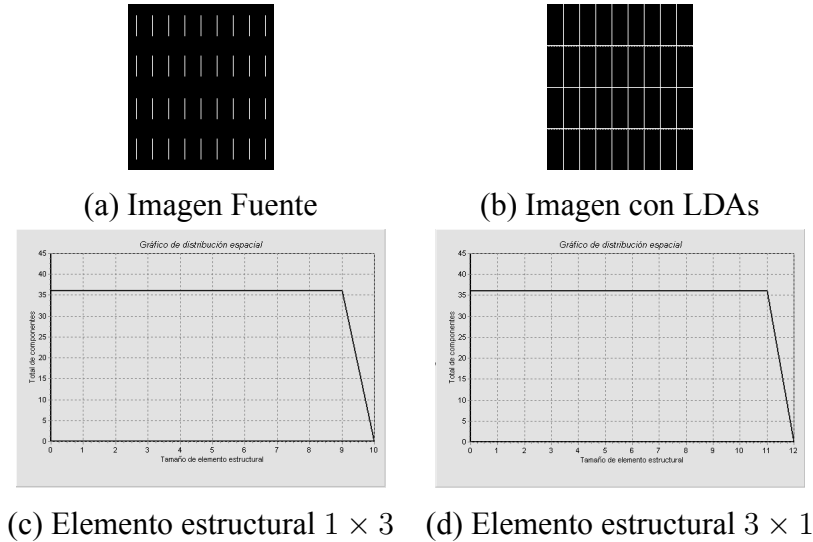 (a) Imagen Fuente
(b) Imagen con LDAs
Gráfico de distribución espacial
Total de componentes
45
40
35
30
25
20
15
10
5
0
0 1 2 3 4 5 6 7 8 9 10
Tamaño de elemento estructural
Gráfico de distribución espacial
Total de componentes
45
40
35
30
25
20
15
10
5
0
0 1 2 3 4 5 6 7 8 9 10 11 12
Tamaño de elemento estructural
(c) Elemento estructural 1 × 3
(d) Elemento estructural 3 × 1